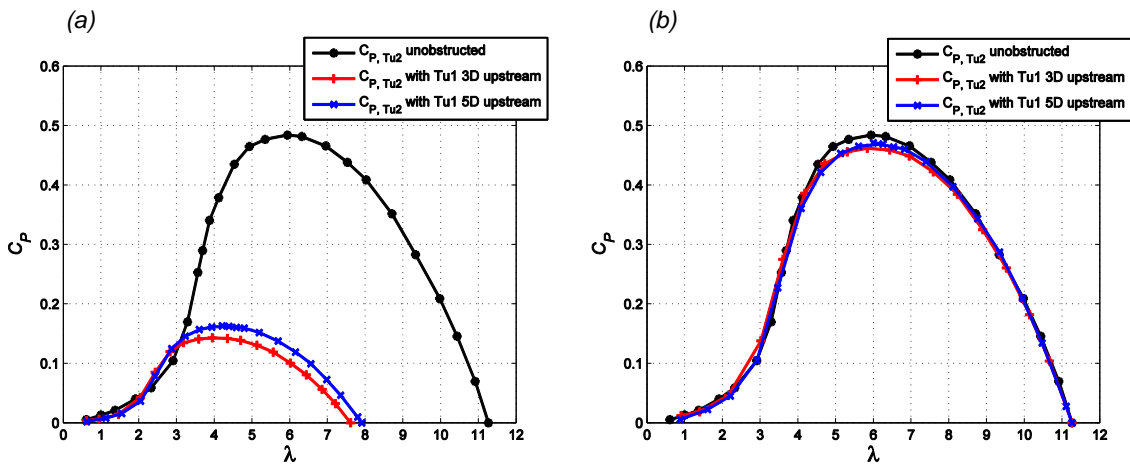 (a)
C_P, Tu2 unobstructed
C_P, Tu2 with Tu1 3D upstream
C_P, Tu2 with Tu1 5D upstream
0.6
0.5
0.4
0.3
0.2
0.1
0
C_P
0 1 2 3 4 5 6 7 8 9 10 11 12
λ
(b)
C_P, Tu2 unobstructed
C_P, Tu2 with Tu1 3D upstream
C_P, Tu2 with Tu1 5D upstream
0.6
0.5
0.4
0.3
0.2
0.1
0
C_P
0 1 2 3 4 5 6 7 8 9 10 11 12
λ